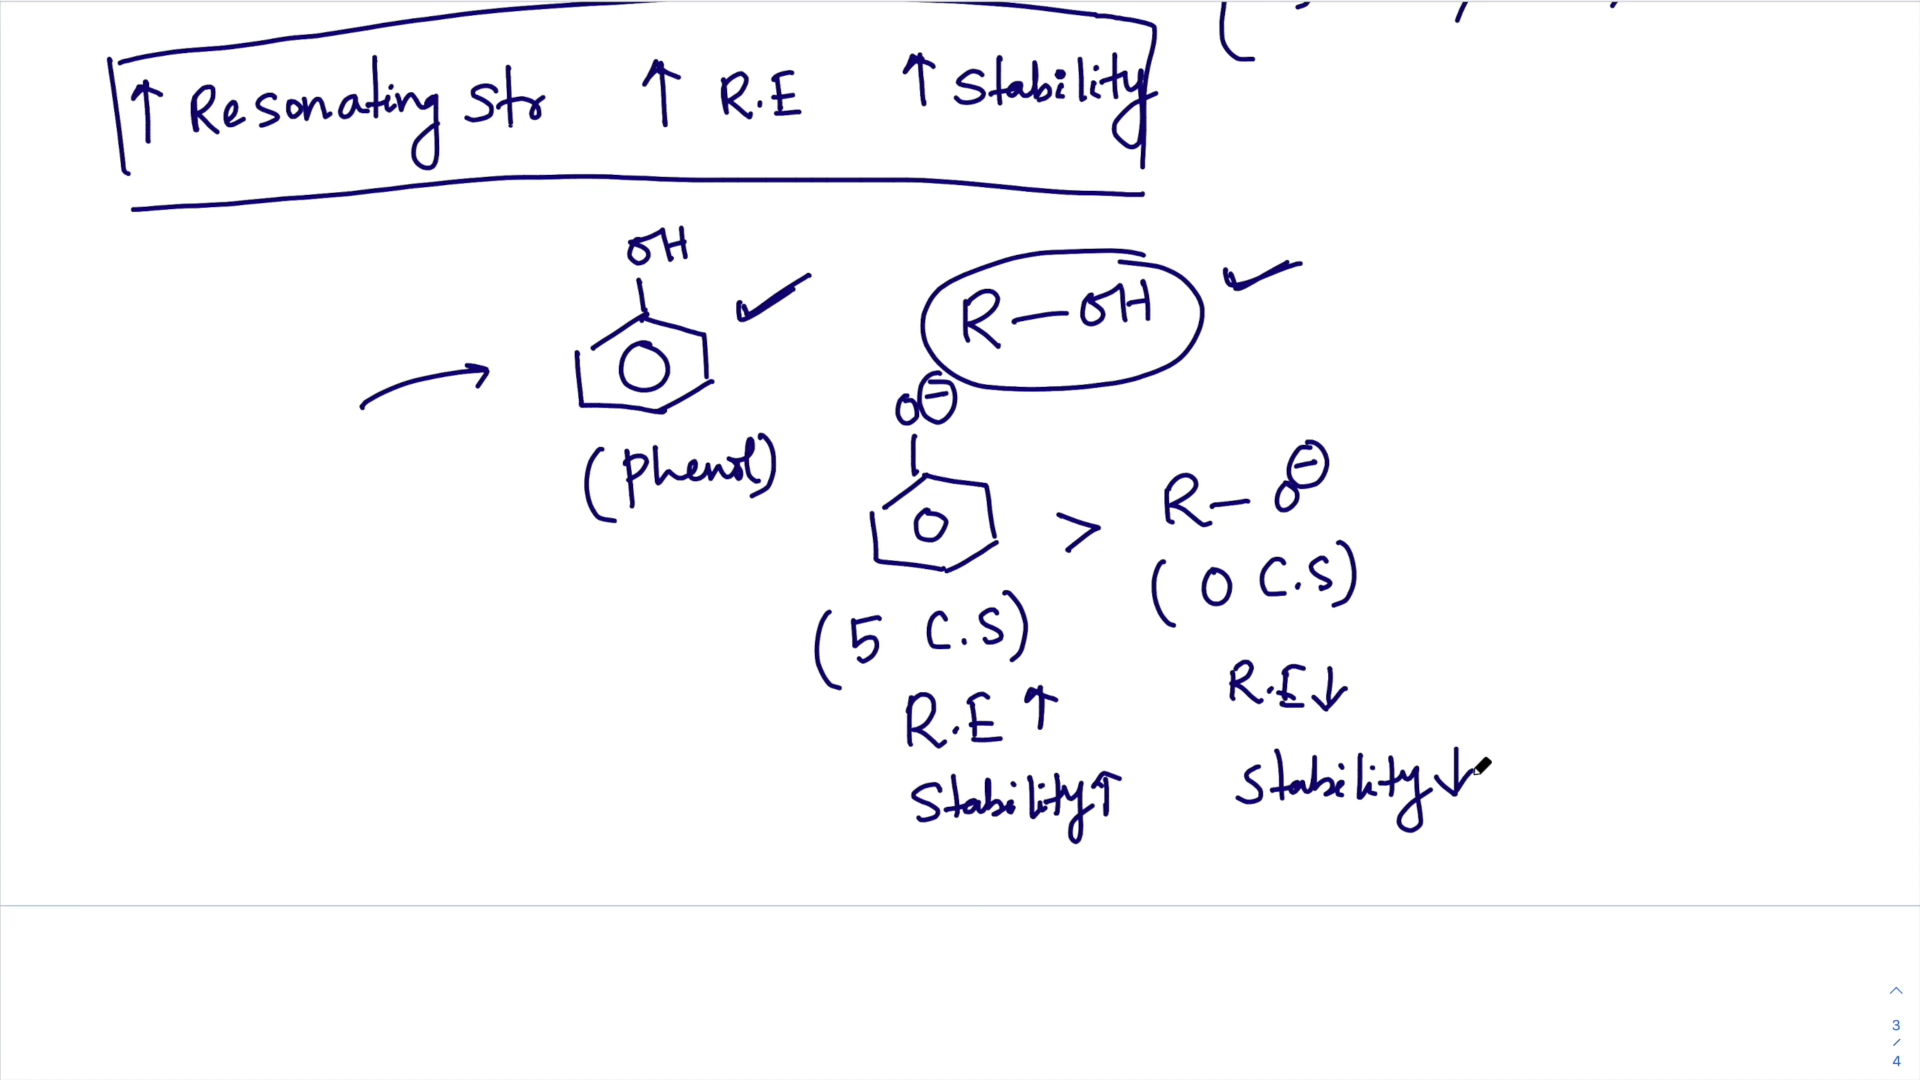 ↑ Resonating Str ↑ R.E ↑ Stability
OH
R—OH
(Phenol)
O⊖
> R—O⊖
(5 C.S)
(0 C.S)
R.E ↑
R.E ↓
Stability ↑
Stability ↓
3
/
4